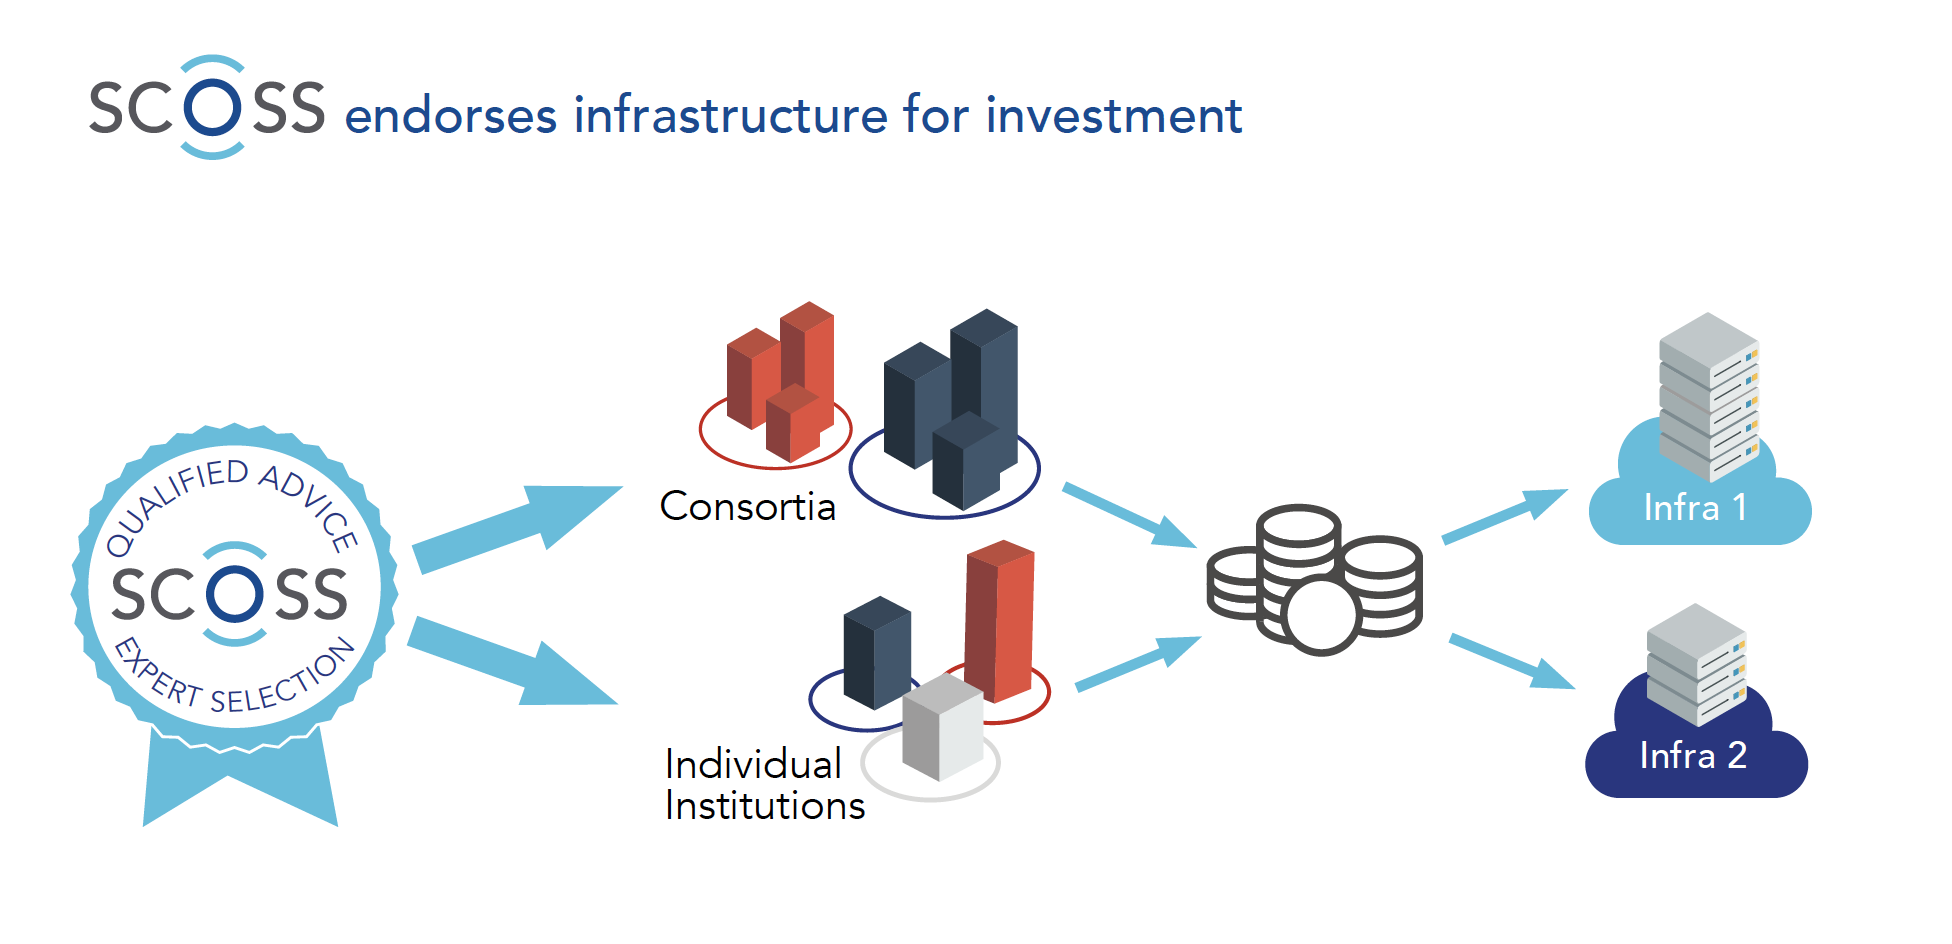 SCOSS endorses infrastructure for investment
QUALIFIED ADVICE
SCOSS
EXPERT SELECTION
Consortia
Individual
Institutions
Infra 1
Infra 2